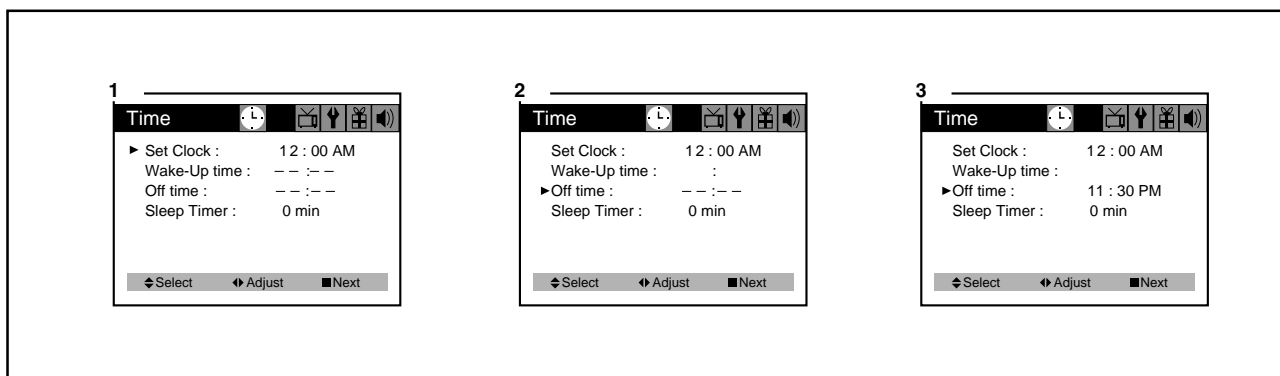 1
Time
► Set Clock : 12 : 00 AM
Wake-Up time : – – :– –
Off time : – – :– –
Sleep Timer : 0 min
Select Adjust Next
2
Time
Set Clock : 12 : 00 AM
Wake-Up time : :
►Off time : – – :– –
Sleep Timer : 0 min
Select Adjust Next
3
Time
Set Clock : 12 : 00 AM
Wake-Up time :
►Off time : 11 : 30 PM
Sleep Timer : 0 min
Select Adjust Next